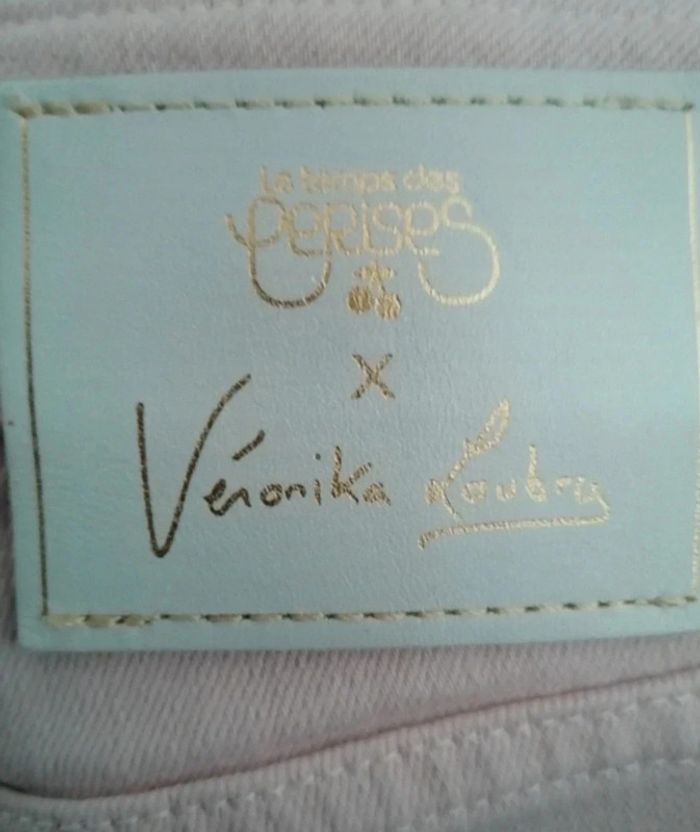 Le temps des
CERISES
X
Véronika Loubry